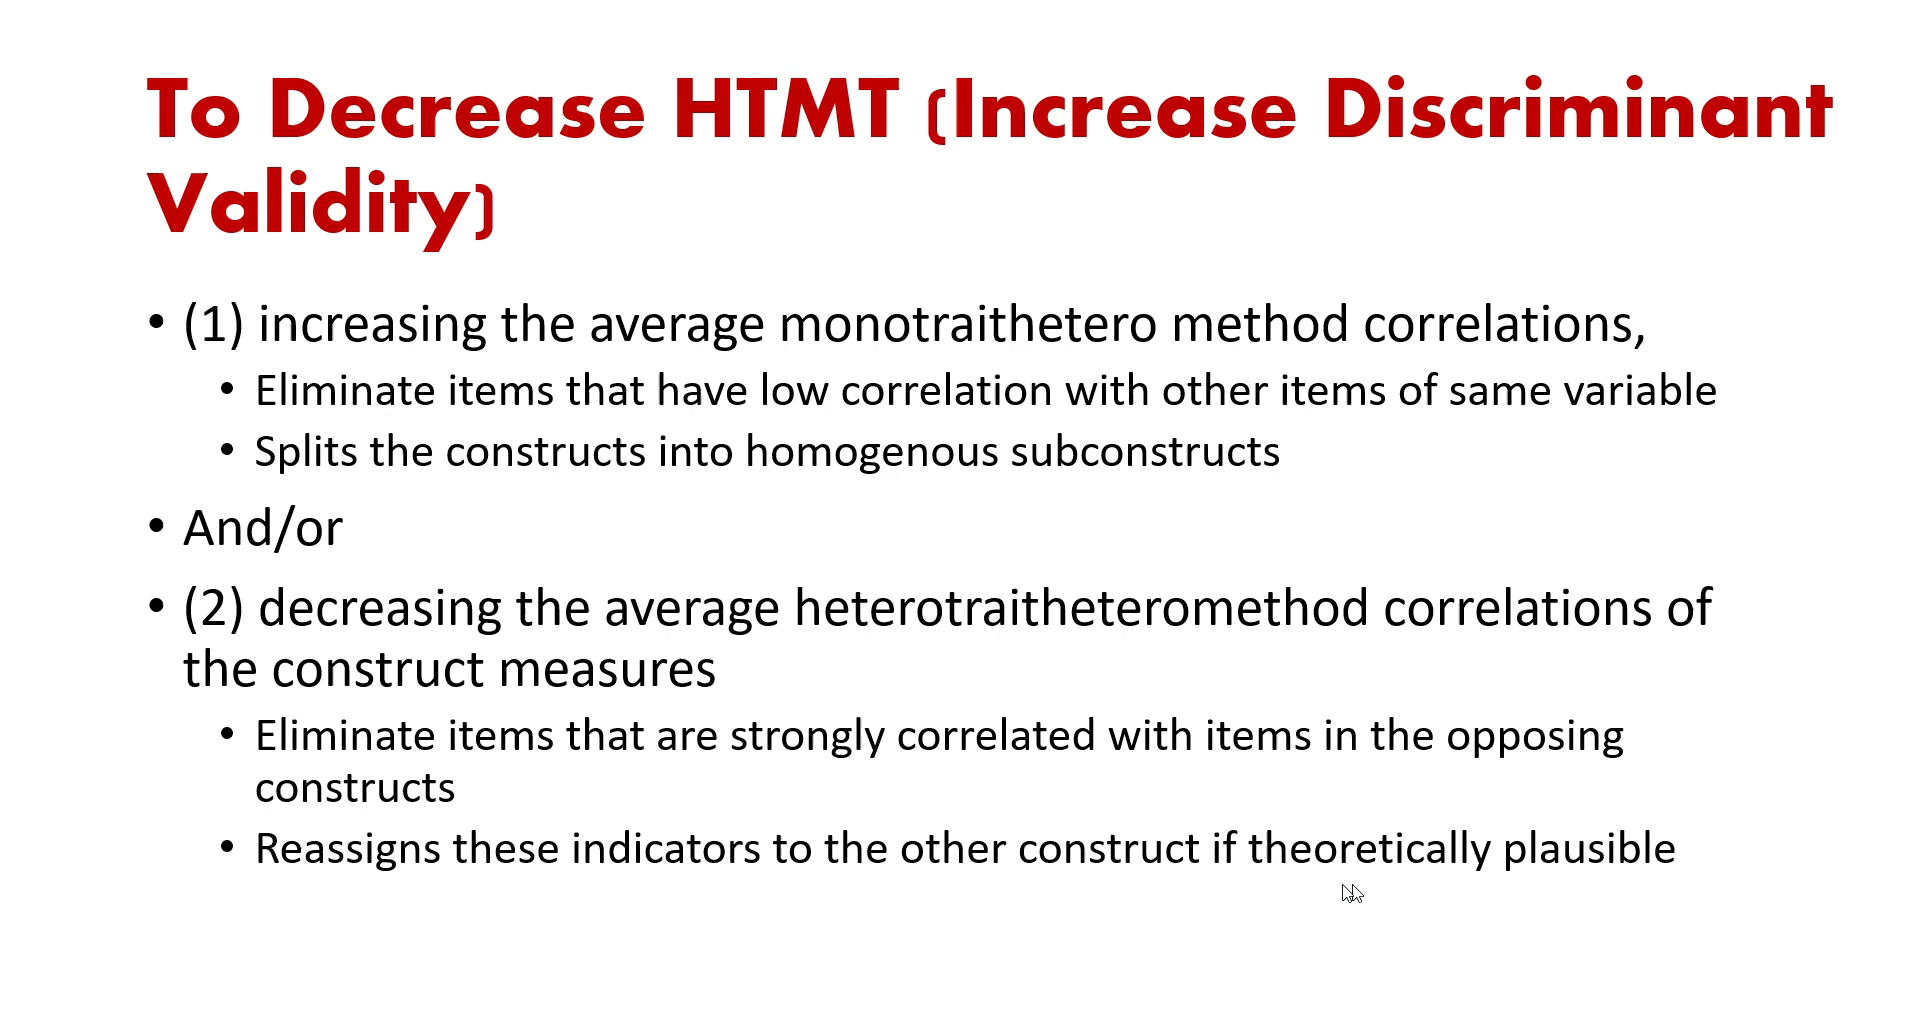 To Decrease HTMT (Increase Discriminant
Validity)
• (1) increasing the average monotraithetero method correlations,
• Eliminate items that have low correlation with other items of same variable
• Splits the constructs into homogenous subconstructs
• And/or
• (2) decreasing the average heterotraitheteromethod correlations of
the construct measures
• Eliminate items that are strongly correlated with items in the opposing
constructs
• Reassigns these indicators to the other construct if theoretically plausible